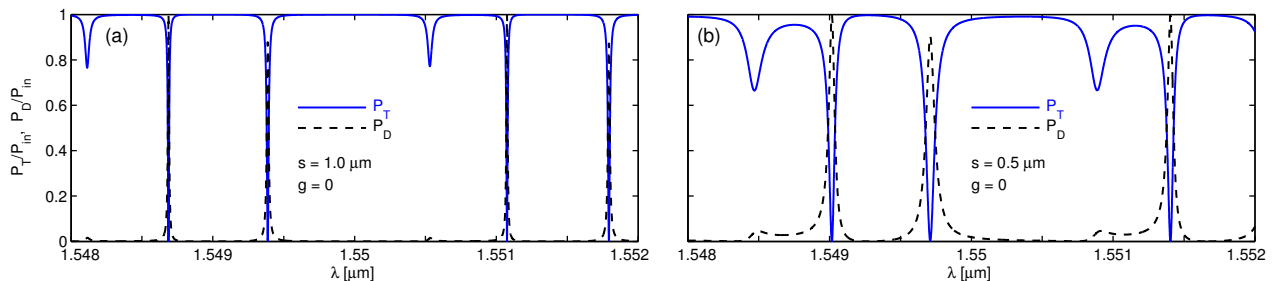 (a)
P_T/P_in, P_D/P_in
1
0.8
0.6
0.4
0.2
0
P_T
P_D
s = 1.0 μm
g = 0
1.548 1.549 1.55 1.551 1.552
λ [μm]
(b)
P_T
P_D
s = 0.5 μm
g = 0
1.548 1.549 1.55 1.551 1.552
λ [μm]